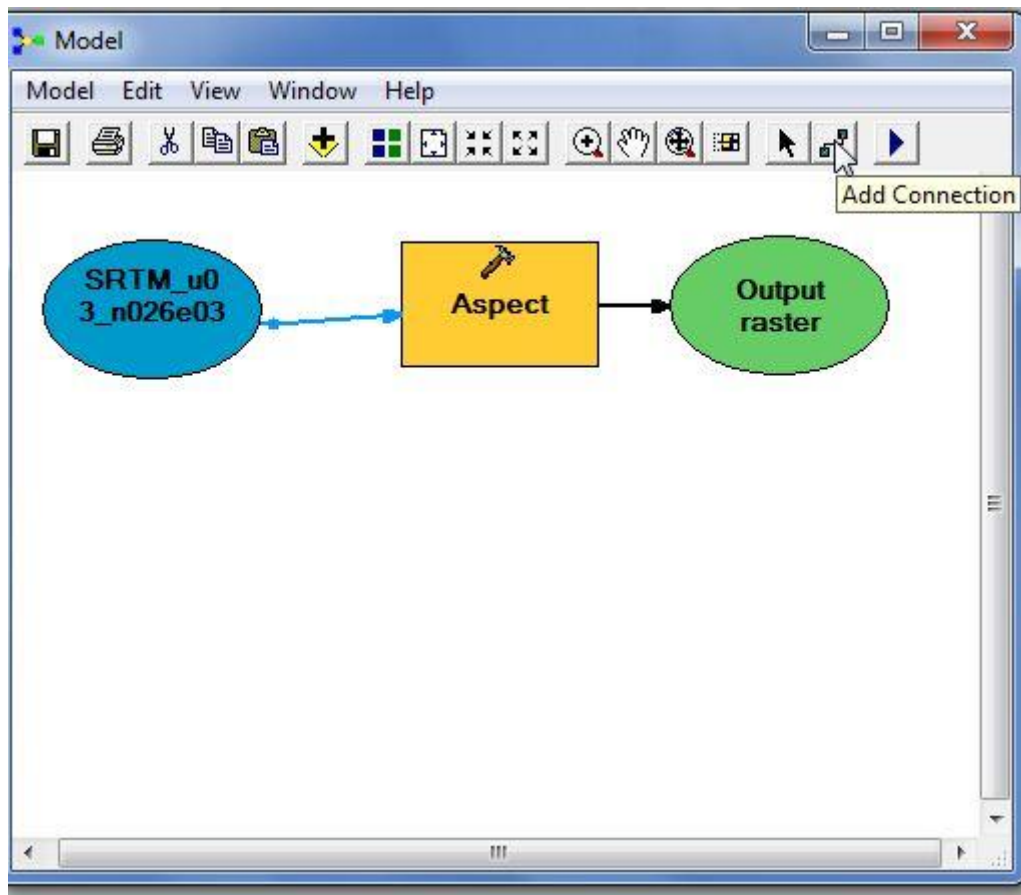 Model
Model Edit View Window Help
Add Connection
SRTM_u0
3_n026e03
Aspect
Output
raster